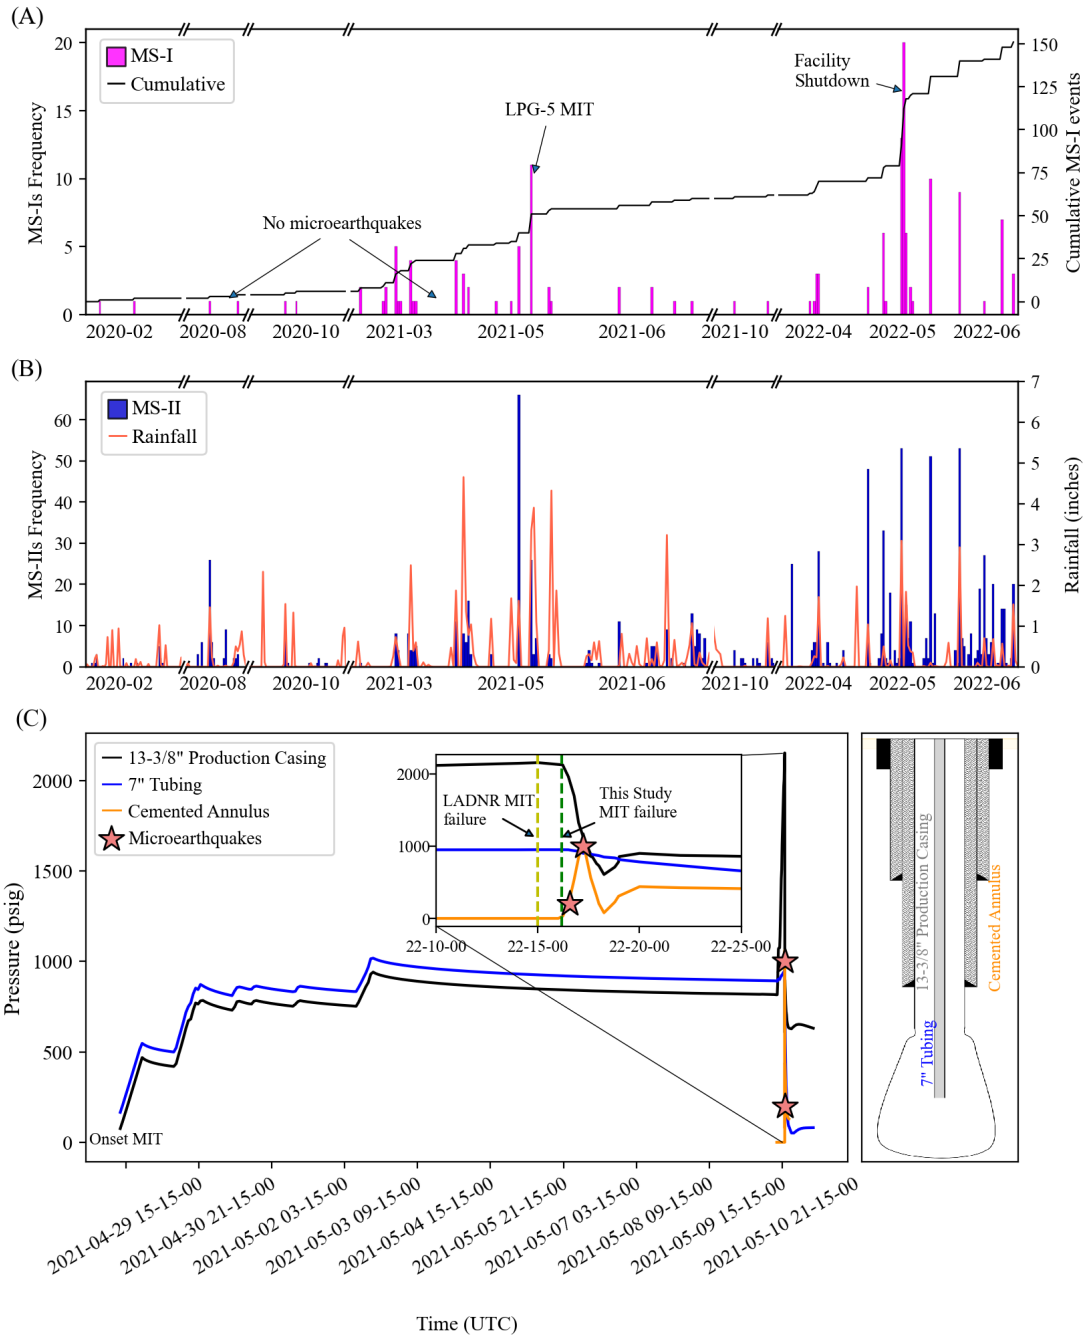 (A)
MS-I
Cumulative
Facility
Shutdown
LPG-5 MIT
No microearthquakes
MS-Is Frequency
20
15
10
5
0
Cumulative MS-I events
150
125
100
75
50
25
0
2020-02 2020-08 2020-10 2021-03 2021-05 2021-06 2021-10 2022-04 2022-05 2022-06
(B)
MS-II
Rainfall
MS-IIs Frequency
60
50
40
30
20
10
0
Rainfall (inches)
7
6
5
4
3
2
1
0
2020-02 2020-08 2020-10 2021-03 2021-05 2021-06 2021-10 2022-04 2022-05 2022-06
(C)
13-3/8" Production Casing
7" Tubing
Cemented Annulus
Microearthquakes
Pressure (psig)
2000
1500
1000
500
0
Onset MIT
2000
1000
0
LADNR MIT
failure
This Study
MIT failure
22-10-00 22-15-00 22-20-00 22-25-00
13-3/8" Production Casing
Cemented Annulus
7" Tubing
2021-04-29 15-15-00
2021-04-30 21-15-00
2021-05-02 03-15-00
2021-05-03 09-15-00
2021-05-04 15-15-00
2021-05-05 21-15-00
2021-05-07 03-15-00
2021-05-08 09-15-00
2021-05-09 15-15-00
2021-05-10 21-15-00
Time (UTC)